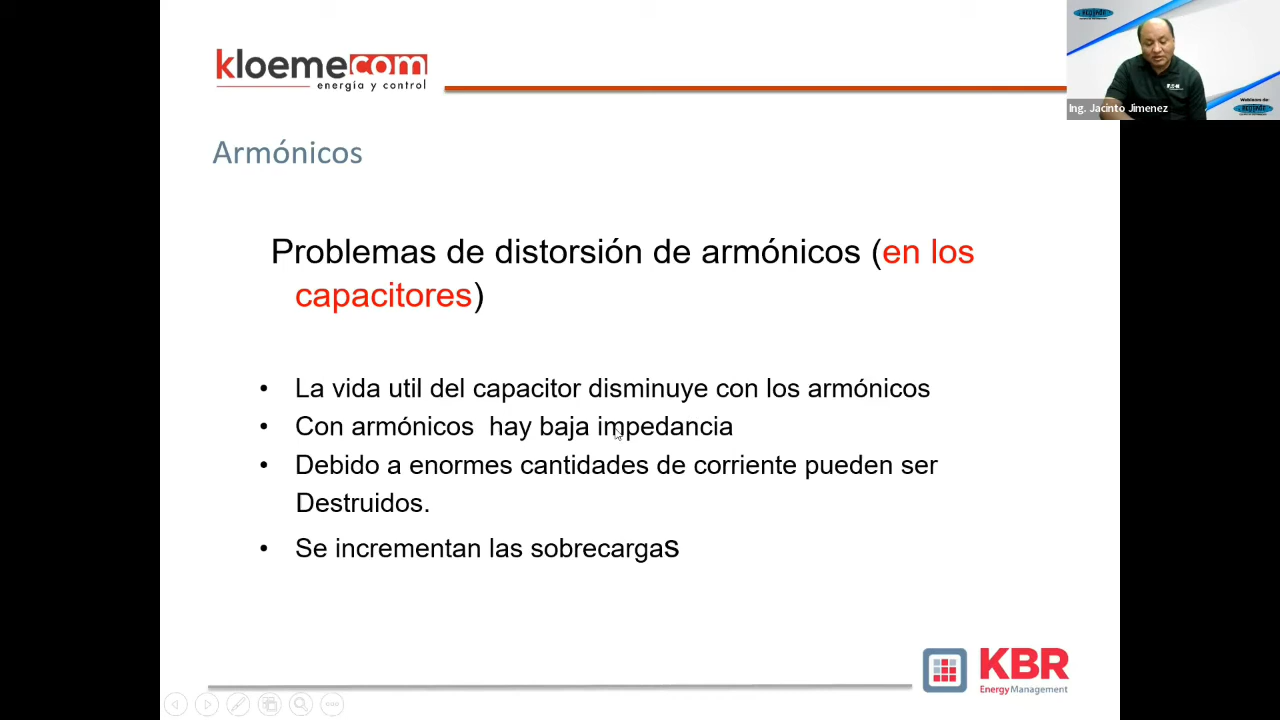 kloemecom
energía y control
Ing. Jacinto Jimenez
Armónicos
Problemas de distorsión de armónicos (en los
capacitores)
• La vida util del capacitor disminuye con los armónicos
• Con armónicos hay baja impedancia
• Debido a enormes cantidades de corriente pueden ser
Destruidos.
• Se incrementan las sobrecargas
KBR
EnergyManagement